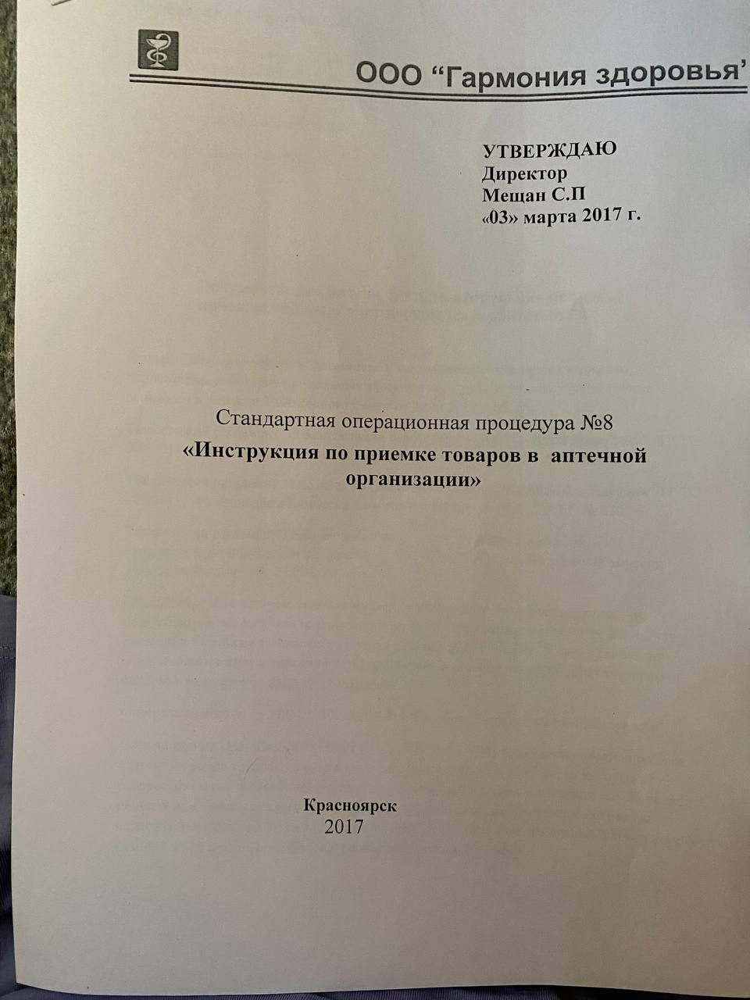 ООО “Гармония здоровья’
УТВЕРЖДАЮ
Директор
Мещан С.П
«03» марта 2017 г.
Стандартная операционная процедура №8
«Инструкция по приемке товаров в аптечной
организации»
Красноярск
2017